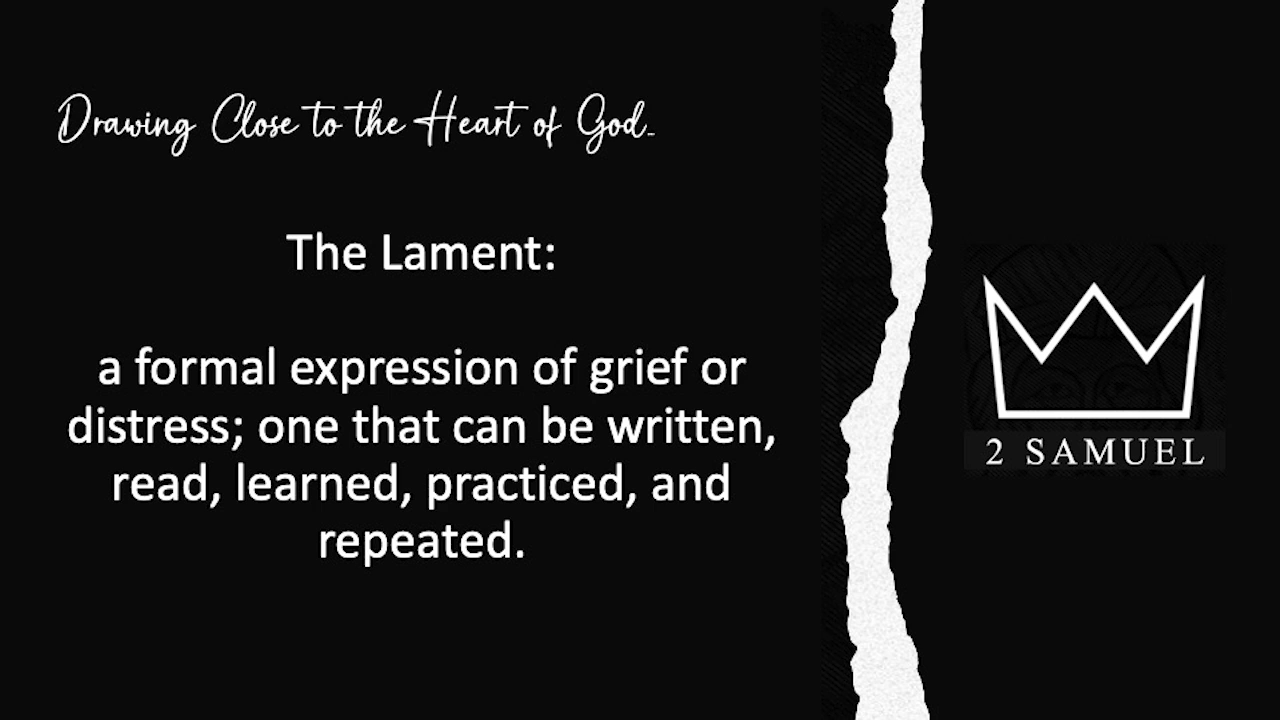 Drawing Close to the Heart of God...
The Lament:
a formal expression of grief or
distress; one that can be written,
read, learned, practiced, and
repeated.
2 SAMUEL